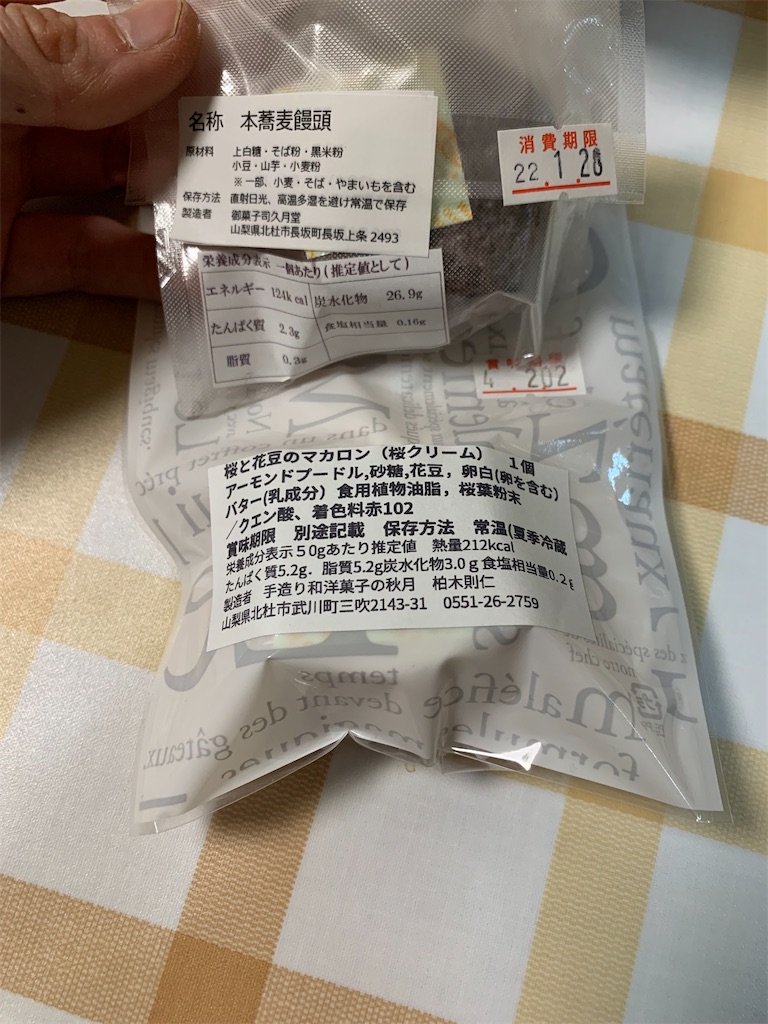 名称 本蕎麦饅頭
原材料 上白糖・そば粉・黒米粉
小豆・山芋・小麦粉
※一部、小麦・そば・やまいもを含む
保存方法 直射日光、高温多湿を避け常温で保存
製造者 御菓子司久月堂
山梨県北杜市長坂町長坂上条 2493
消費期限
22.1.28
栄養成分表示 一個あたり(推定値として)
エネルギー 124kcal 炭水化物 26.9g
たんぱく質 2.3g 食塩相当量 0.16g
脂質 0.3g
賞味期限
桜と花豆のマカロン（桜クリーム） 1個
アーモンドプードル,砂糖,花豆，卵白(卵を含む)
バター(乳成分）食用植物油脂，桜葉粉末
／クエン酸、着色料赤102
賞味期限 別途記載 保存方法 常温(夏季冷蔵
栄養成分表示５0gあたり推定値 熱量212kcal
たんぱく質5.2g．脂質5.2g炭水化物3.0ｇ食塩相当量0.2ｇ
製造者 手造り和洋菓子の秋月 柏木則仁
山梨県北杜市武川町三吹2143-31 0551-26-2759
temps
devant des gâteaux
magiques
Maléfice
formules
z des spécialités
notre chef
matériaux